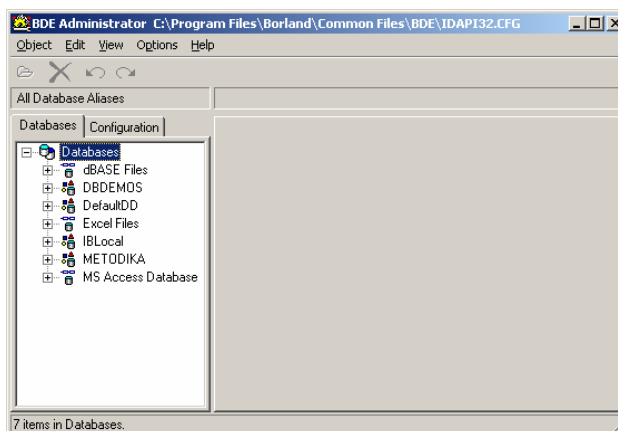 BDE Administrator C:\Program Files\Borland\Common Files\BDE\IDAPI32.CFG
Object Edit View Options Help
All Database Aliases
Databases Configuration
Databases
dBASE Files
DBDEMOS
DefaultDD
Excel Files
IBLocal
METODIKA
MS Access Database
7 items in Databases.